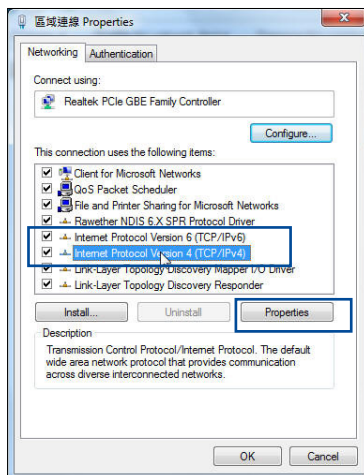 區域連線 Properties
Networking Authentication
Connect using:
Realtek PCIe GBE Family Controller
Configure...
This connection uses the following items:
Client for Microsoft Networks
QoS Packet Scheduler
File and Printer Sharing for Microsoft Networks
Rawether NDIS 6.X SPR Protocol Driver
Internet Protocol Version 6 (TCP/IPv6)
Internet Protocol Version 4 (TCP/IPv4)
Link-Layer Topology Discovery Mapper I/O Driver
Link-Layer Topology Discovery Responder
Install... Uninstall Properties
Description
Transmission Control Protocol/Internet Protocol. The default
wide area network protocol that provides communication
across diverse interconnected networks.
OK Cancel